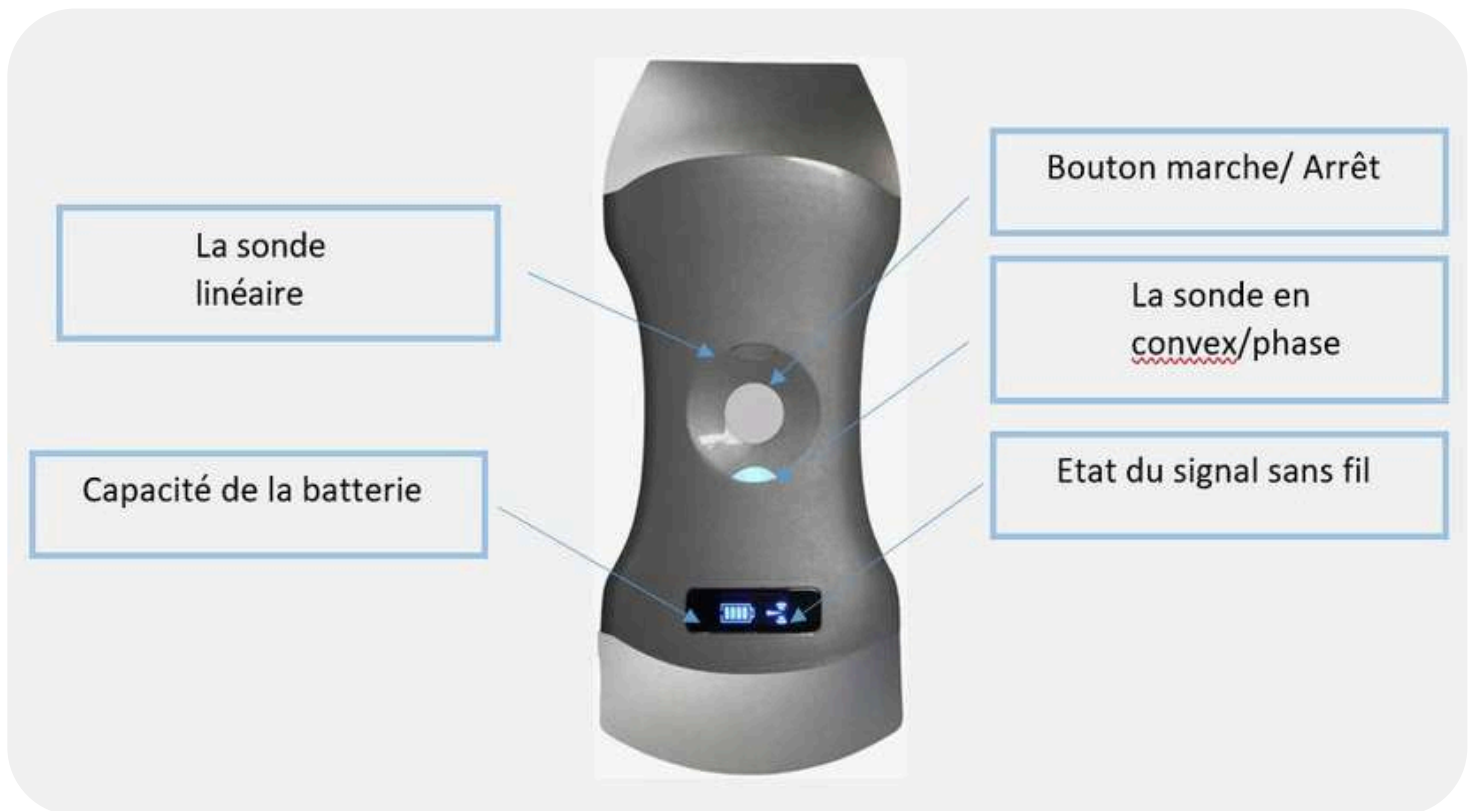 La sonde
linéaire
Capacité de la batterie
Bouton marche/ Arrêt
La sonde en
convex/phase
Etat du signal sans fil